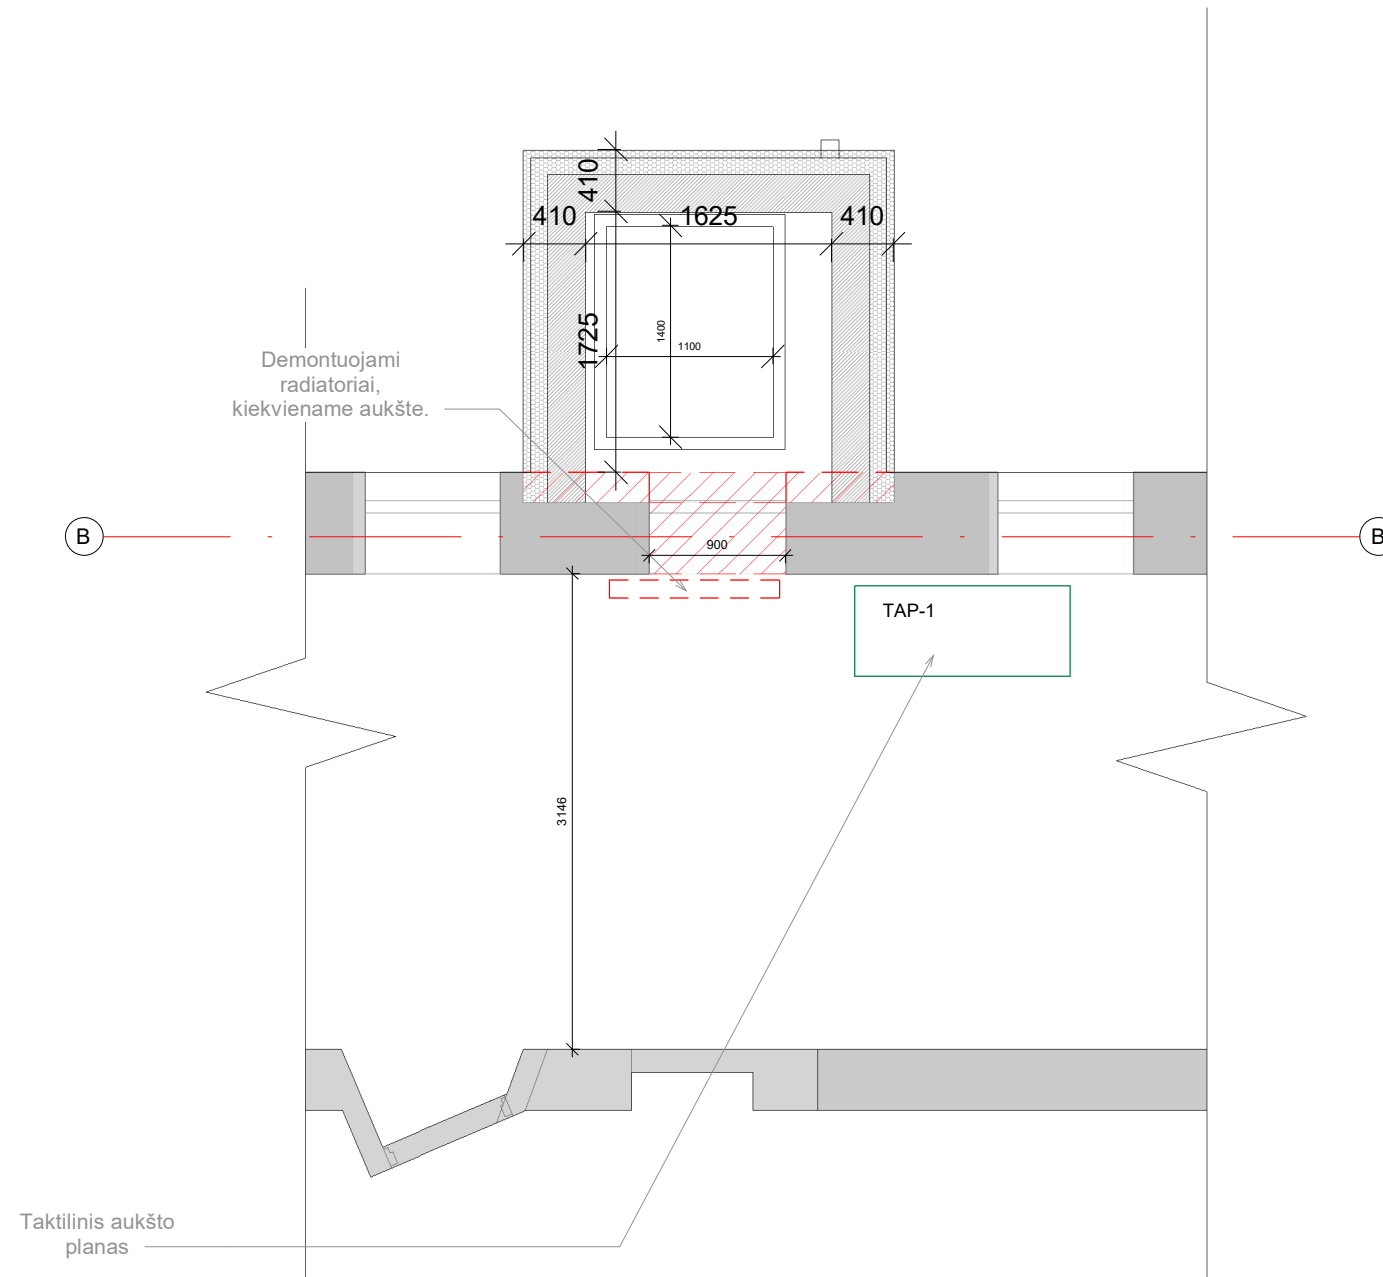 410
410
1625
410
1725
1400
1100
Demontuojami
radiatoriai,
kiekviename aukšte.
B
B
900
TAP-1
3146
Taktilinis aukšto
planas